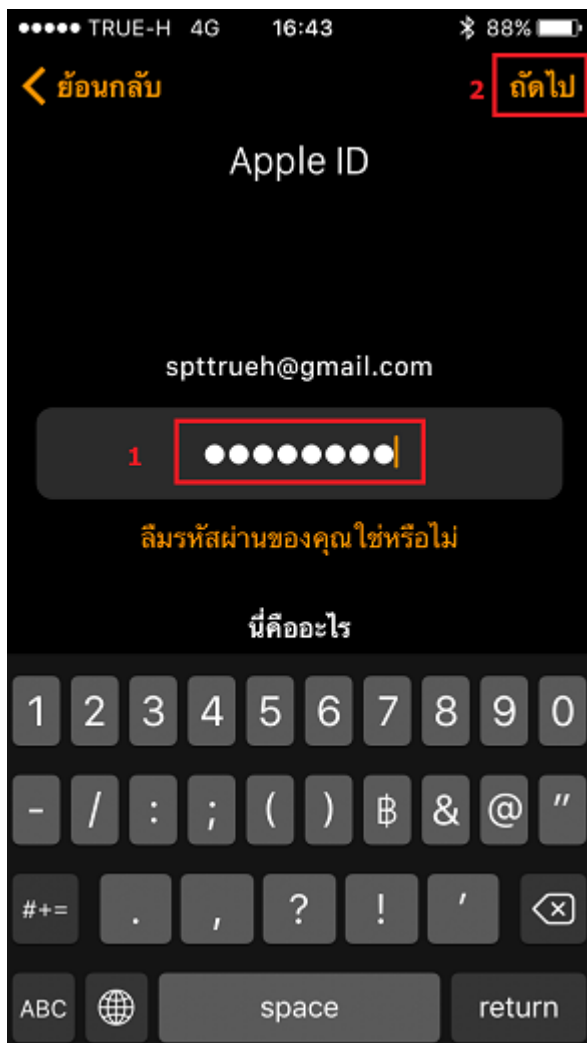 ●●●●● TRUE-H 4G 16:43 88%
ย้อนกลับ 2 ถัดไป
Apple ID
spttrueh@gmail.com
1 ●●●●●●●●
ลืมรหัสผ่านของคุณใช่หรือไม่
นี่คืออะไร
1 2 3 4 5 6 7 8 9 0
- / : ; ( ) ฿ & @ "
#+= . , ? ! '
ABC space return